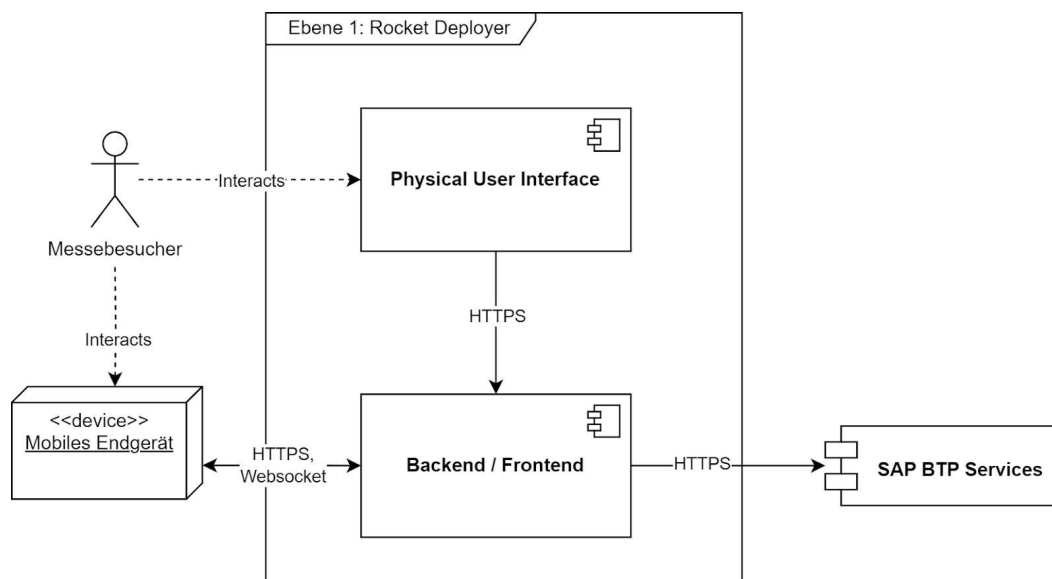 Ebene 1: Rocket Deployer
Physical User Interface
Interacts
Messebesucher
HTTPS
Interacts
<<device>>
Mobiles Endgerät
HTTPS,
Websocket
Backend / Frontend
HTTPS
SAP BTP Services